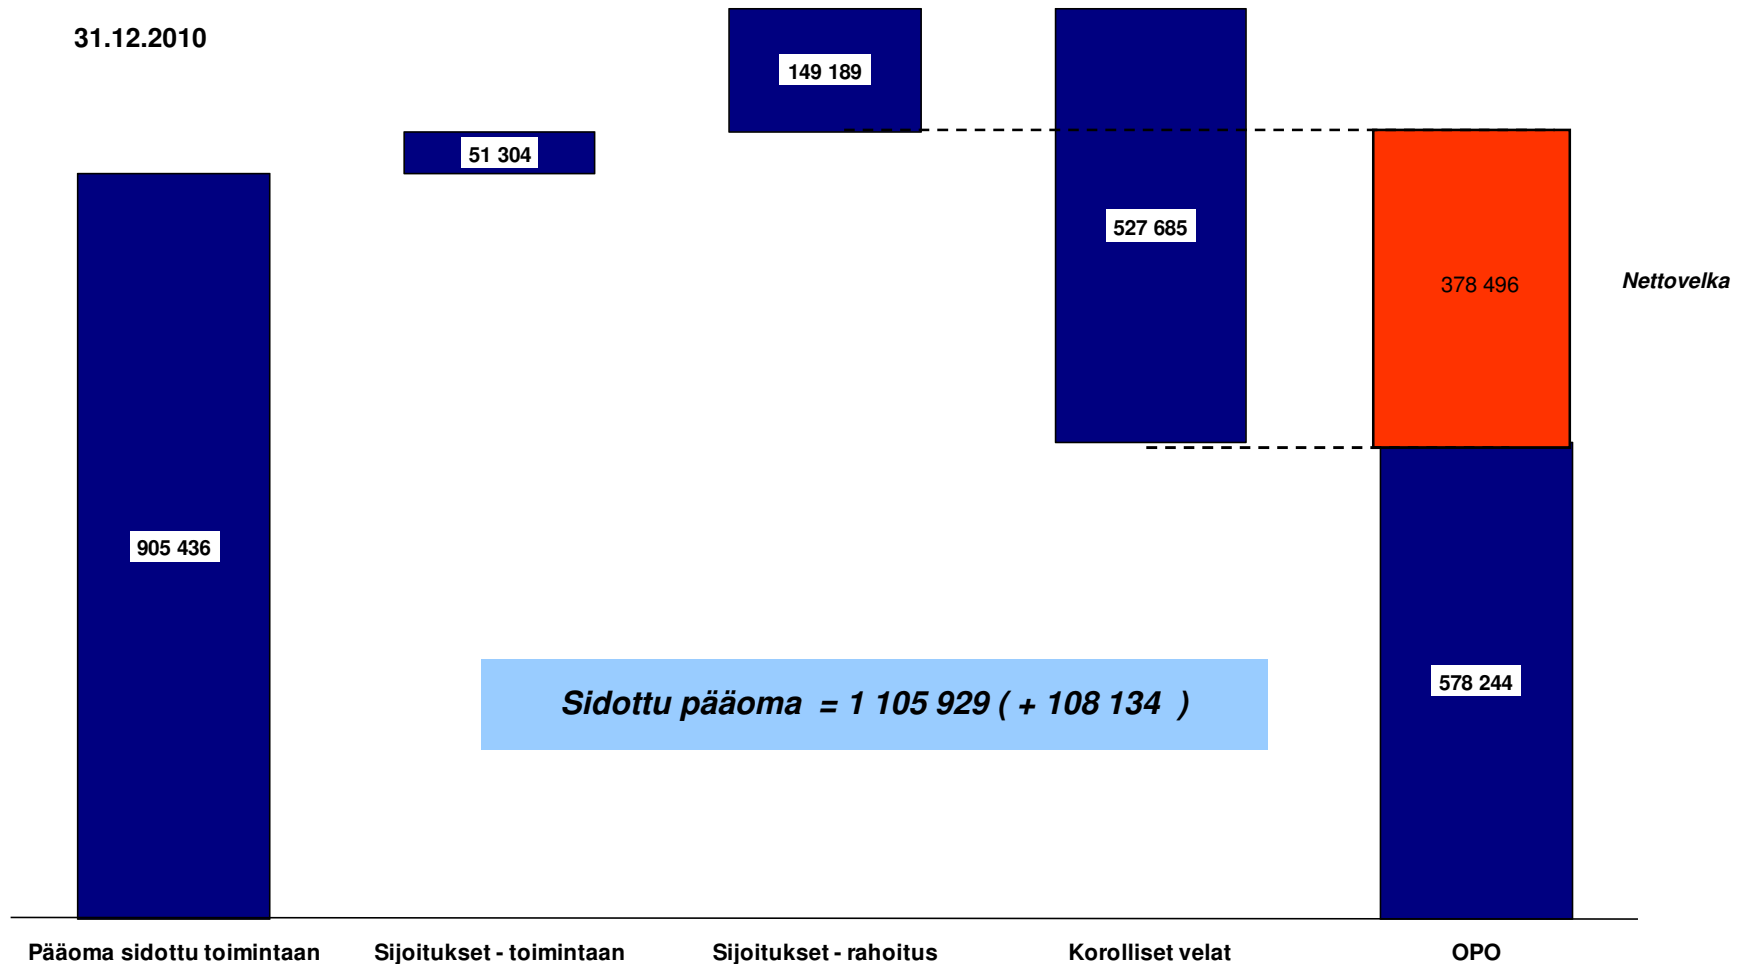 31.12.2010
149 189
51 304
527 685
378 496
Nettovelka
905 436
578 244
Sidottu pääoma = 1 105 929 ( + 108 134 )
Pääoma sidottu toimintaan
Sijoitukset - toimintaan
Sijoitukset - rahoitus
Korolliset velat
OPO